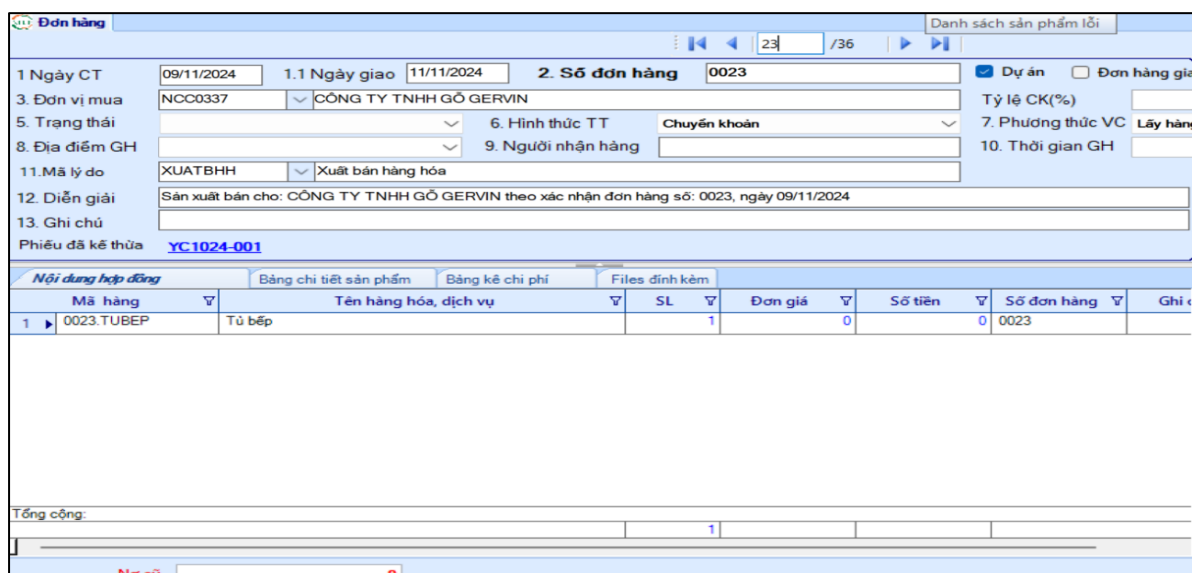 Đơn hàng
Danh sách sản phẩm lỗi
23 /36
1 Ngày CT 09/11/2024 1.1 Ngày giao 11/11/2024 2. Số đơn hàng 0023 Dự án Đơn hàng gia
3. Đơn vị mua NCC0337 CÔNG TY TNHH GỖ GERVIN Tỷ lệ CK(%)
5. Trạng thái 6. Hình thức TT Chuyển khoản 7. Phương thức VC Lấy hàng
8. Địa điểm GH 9. Người nhận hàng 10. Thời gian GH
11.Mã lý do XUATBHH Xuất bán hàng hóa
12. Diễn giải Sản xuất bán cho: CÔNG TY TNHH GỖ GERVIN theo xác nhận đơn hàng số: 0023, ngày 09/11/2024
13. Ghi chú
Phiếu đã kế thừa YC1024-001
Nội dung hợp đồng Bảng chi tiết sản phẩm Bảng kê chi phí Files đính kèm
Mã hàng Tên hàng hóa, dịch vụ SL Đơn giá Số tiền Số đơn hàng Ghi c
1 0023.TUBEP Tủ bếp 1 0 0 0023
Tổng cộng:
1
Nợ cũ 0